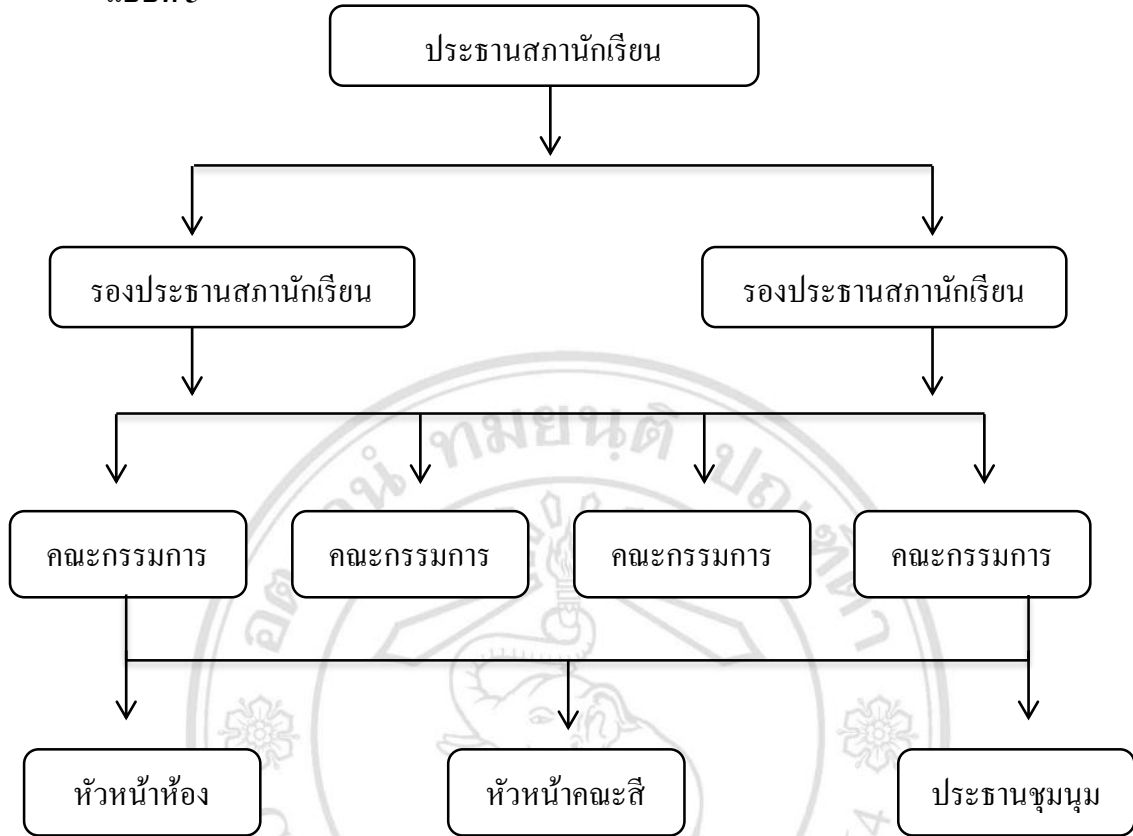 ประธานสภานักเรียน
รองประธานสภานักเรียน รองประธานสภานักเรียน
คณะกรรมการ คณะกรรมการ คณะกรรมการ คณะกรรมการ
หัวหน้าห้อง หัวหน้าคณะสี ประธานชุมนุม